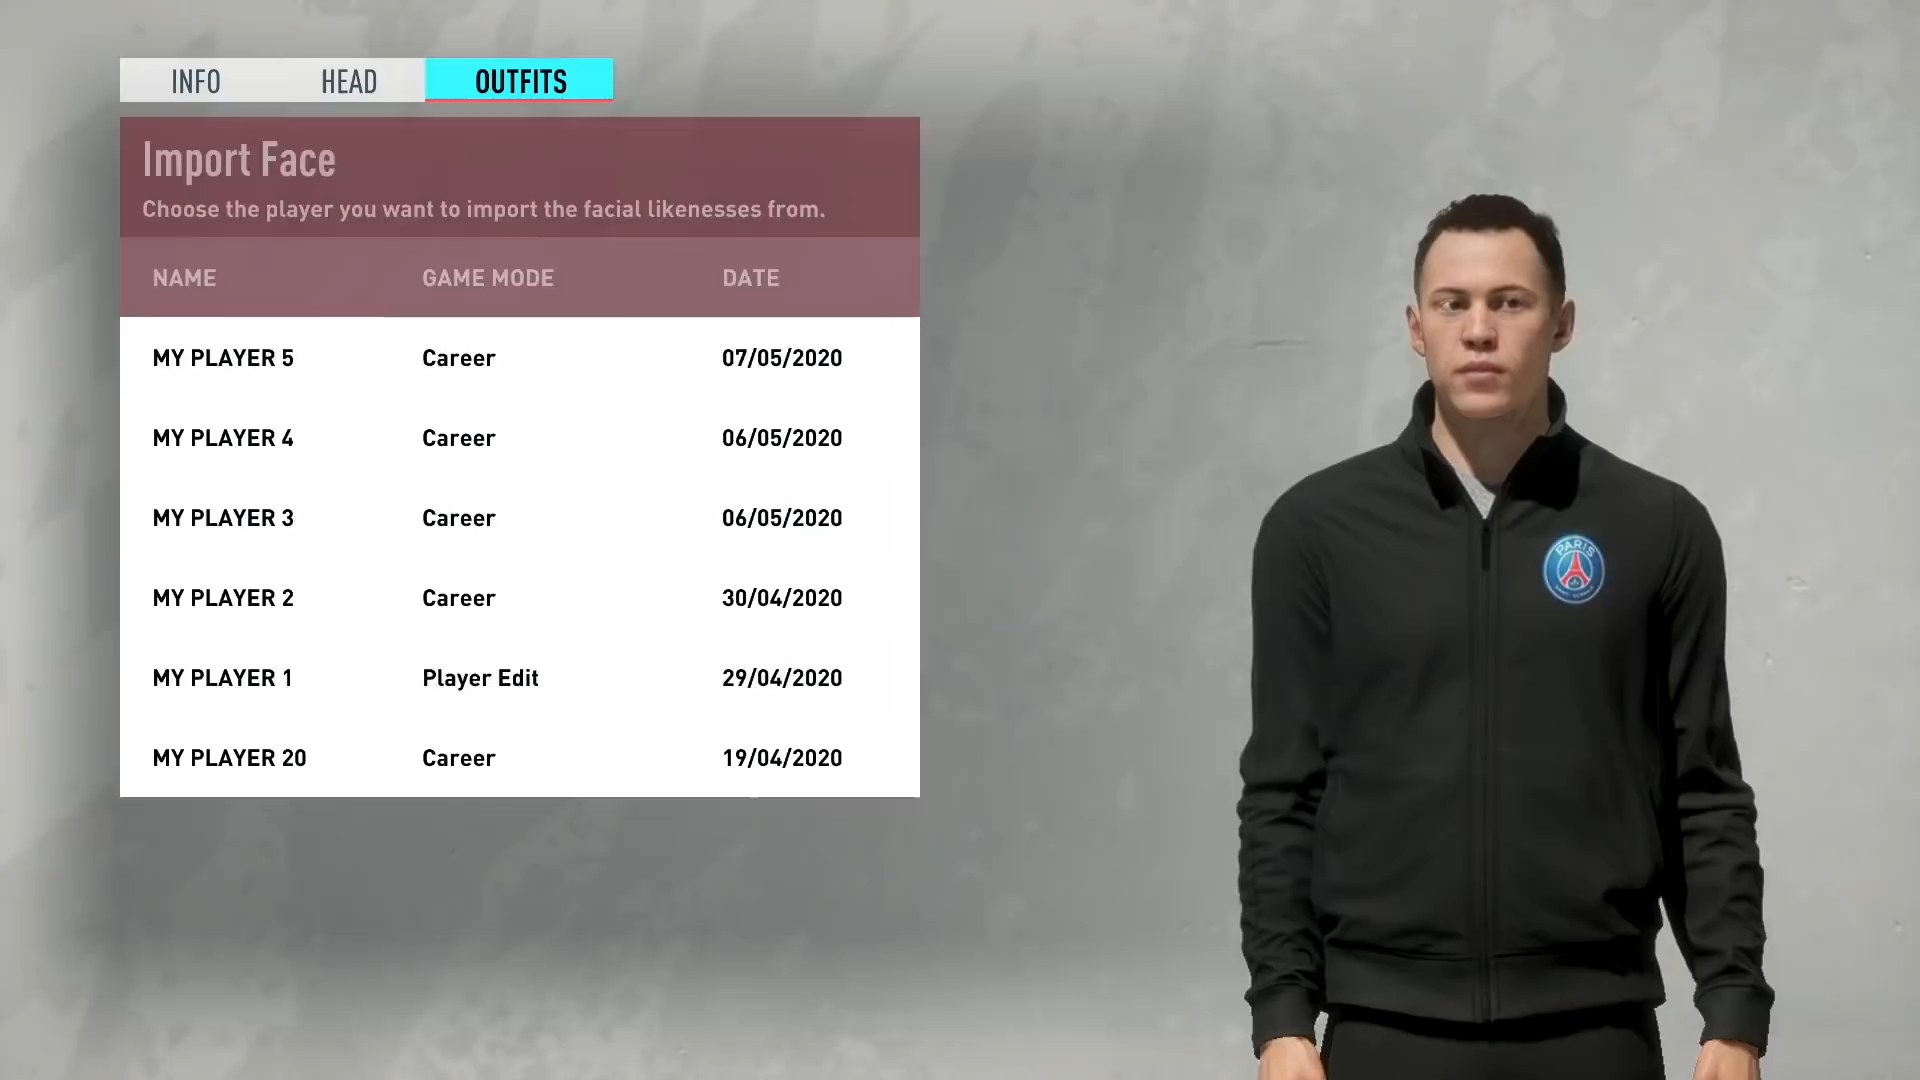 INFO HEAD OUTFITS
Import Face
Choose the player you want to import the facial likenesses from.
NAME GAME MODE DATE
MY PLAYER 5 Career 07/05/2020
MY PLAYER 4 Career 06/05/2020
MY PLAYER 3 Career 06/05/2020
MY PLAYER 2 Career 30/04/2020
MY PLAYER 1 Player Edit 29/04/2020
MY PLAYER 20 Career 19/04/2020
PARIS